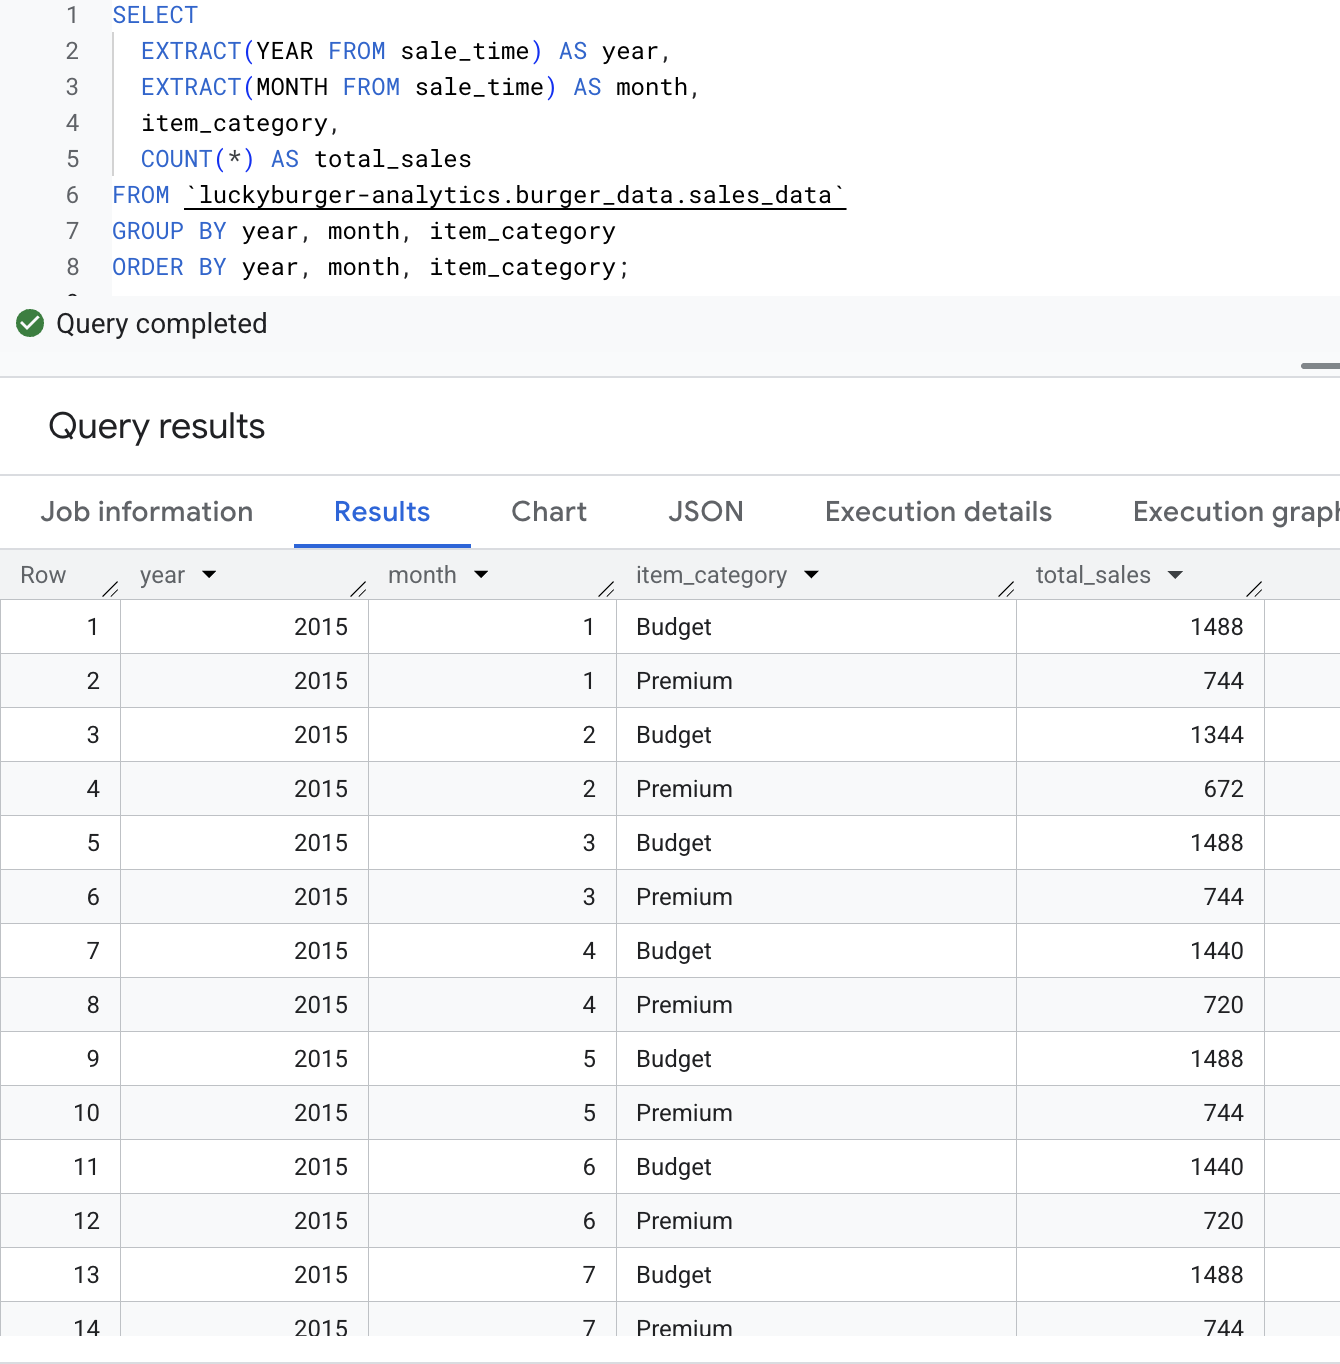 1 SELECT
2 EXTRACT(YEAR FROM sale_time) AS year,
3 EXTRACT(MONTH FROM sale_time) AS month,
4 item_category,
5 COUNT(*) AS total_sales
6 FROM `luckyburger-analytics.burger_data.sales_data`
7 GROUP BY year, month, item_category
8 ORDER BY year, month, item_category;
Query completed
Query results
Job information Results Chart JSON Execution details Execution graph
Row year month item_category total_sales
1 2015 1 Budget 1488
2 2015 1 Premium 744
3 2015 2 Budget 1344
4 2015 2 Premium 672
5 2015 3 Budget 1488
6 2015 3 Premium 744
7 2015 4 Budget 1440
8 2015 4 Premium 720
9 2015 5 Budget 1488
10 2015 5 Premium 744
11 2015 6 Budget 1440
12 2015 6 Premium 720
13 2015 7 Budget 1488
14 2015 7 Premium 744